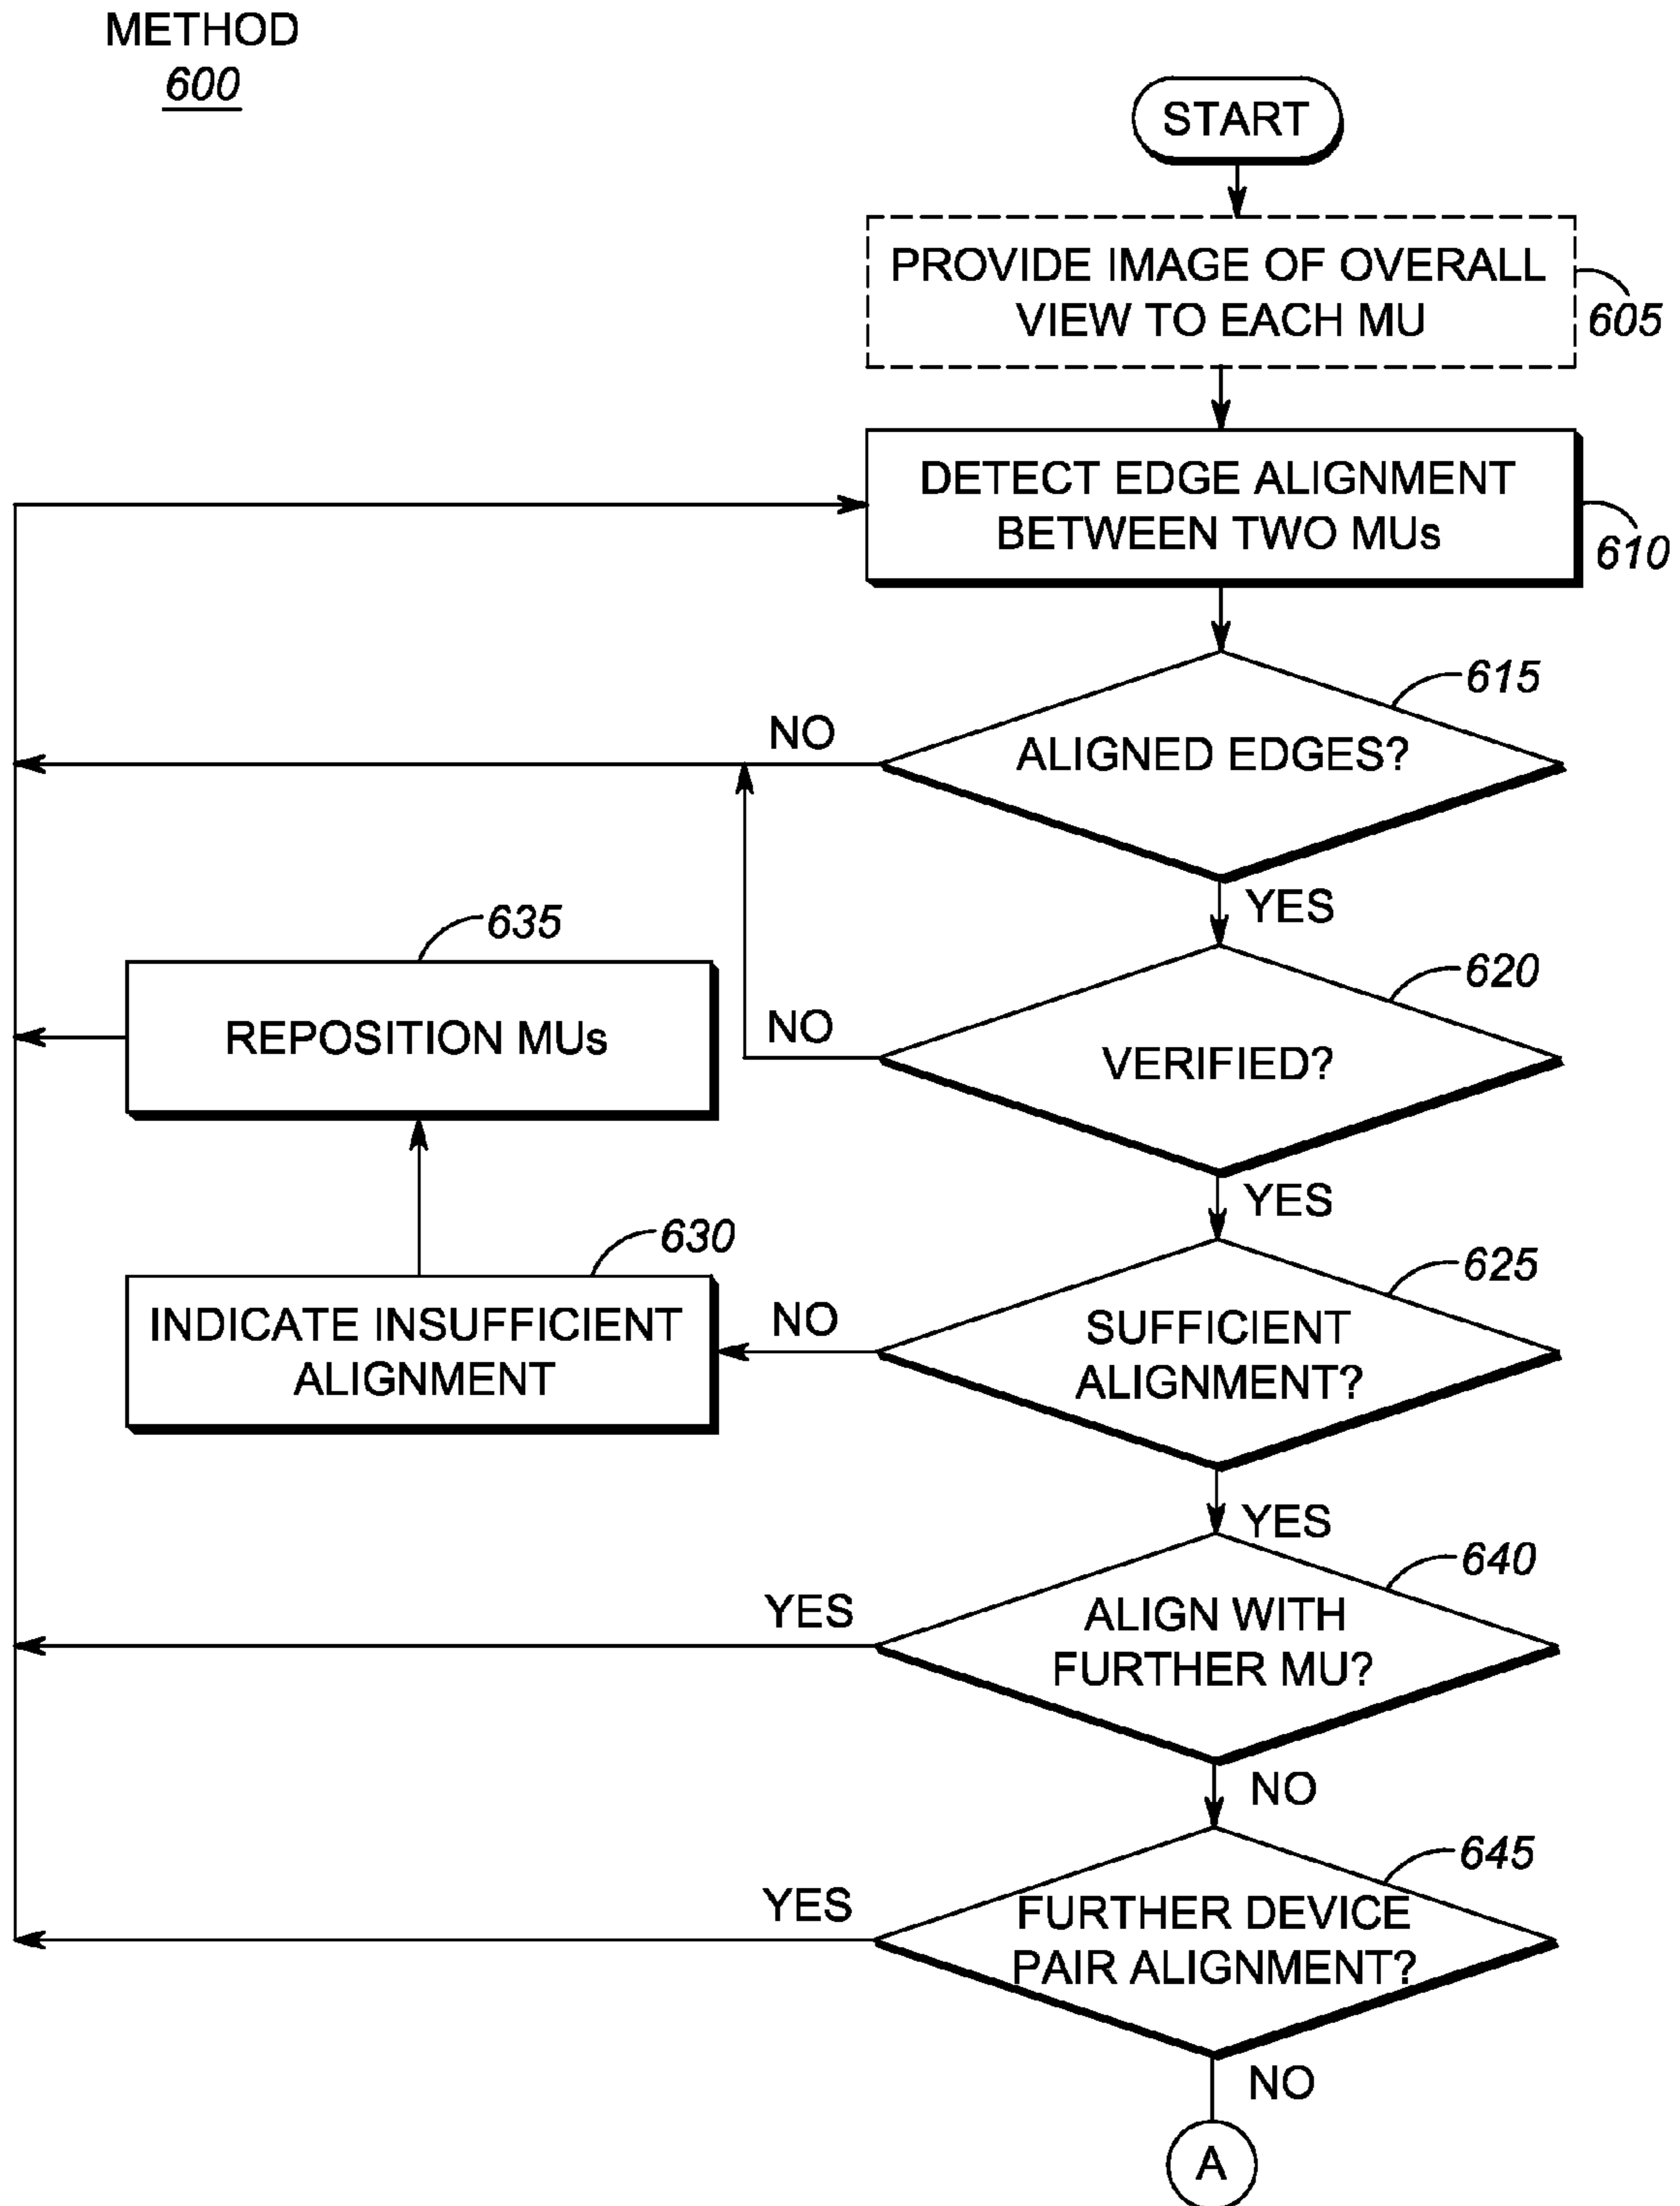 METHOD
600
START
PROVIDE IMAGE OF OVERALL
VIEW TO EACH MU
605
DETECT EDGE ALIGNMENT
BETWEEN TWO MUs
610
615
NO
ALIGNED EDGES?
YES
635
620
REPOSITION MUs
NO
VERIFIED?
YES
630
625
INDICATE INSUFFICIENT
ALIGNMENT
NO
SUFFICIENT
ALIGNMENT?
YES
640
YES
ALIGN WITH
FURTHER MU?
NO
645
YES
FURTHER DEVICE
PAIR ALIGNMENT?
NO
A